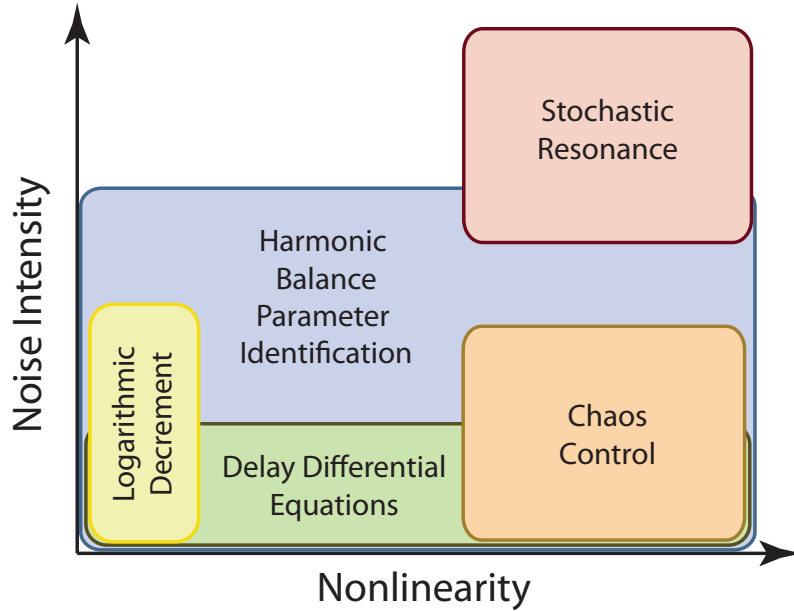 Noise Intensity
Stochastic
Resonance
Harmonic
Balance
Parameter
Identification
Logarithmic
Decrement
Delay Differential
Equations
Chaos
Control
Nonlinearity